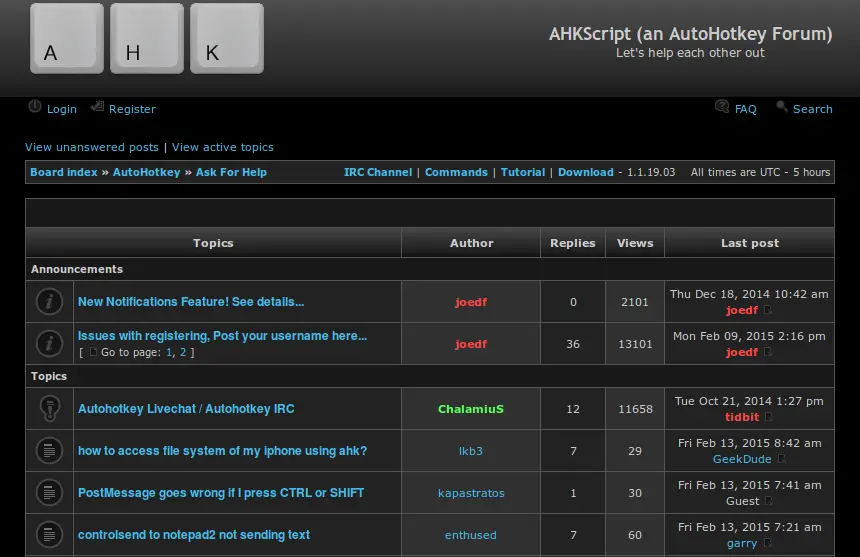 A H K
AHKScript (an AutoHotkey Forum)
Let's help each other out
Login Register FAQ Search
View unanswered posts | View active topics
Board index » AutoHotkey » Ask For Help IRC Channel | Commands | Tutorial | Download - 1.1.19.03 All times are UTC - 5 hours
Topics Author Replies Views Last post
Announcements
New Notifications Feature! See details... joedf 0 2101 Thu Dec 18, 2014 10:42 am
joedf
Issues with registering, Post your username here... joedf 36 13101 Mon Feb 09, 2015 2:16 pm
[ Go to page: 1, 2 ] joedf
Topics
Autohotkey Livechat / Autohotkey IRC ChalamiuS 12 11658 Tue Oct 21, 2014 1:27 pm
tidbit
how to access file system of my iphone using ahk? lkb3 7 29 Fri Feb 13, 2015 8:42 am
GeekDude
PostMessage goes wrong if I press CTRL or SHIFT kapastratos 1 30 Fri Feb 13, 2015 7:41 am
Guest
controlsend to notepad2 not sending text enthused 7 60 Fri Feb 13, 2015 7:21 am
garry